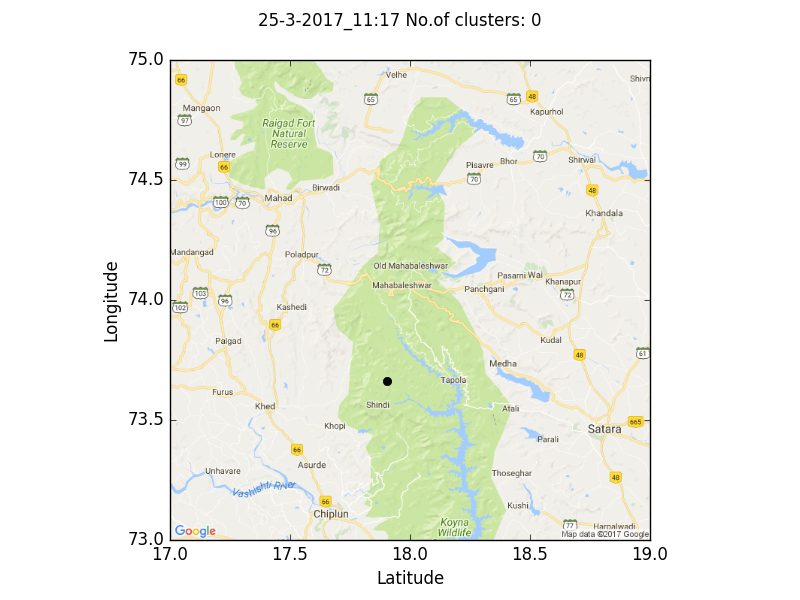 25-3-2017_11:17 No.of clusters: 0
75.0
74.5
74.0
73.5
73.0
17.0
17.5
18.0
18.5
19.0
Latitude
Longitude
Velhe
66
65
65
48
Mangaon
97
Kapurhol
Raigad Fort
Natural
Reserve
Lonere
99
66
Pisavre
Bhor
70
Shirwal
70
Birwadi
48
Mahad
100
70
Khandala
96
Mandangad
Poladpur
72
Old Mahabaleshwar
Mahabaleshwar
Pasarni
Wai
Khanapur
Panchgani
72
103
96
102
Kashedi
66
Palgad
Kudal
48
61
Medha
Tapola
Furus
Khed
Shindi
Atali
Khopi
665
Satara
Parali
66
Asurde
Unhavare
Thoseghar
66
Vashishti River
66
Chiplun
48
Kushi
Koyna
Wildlife
77
Harnalwadi
Google
Map data ©2017 Google